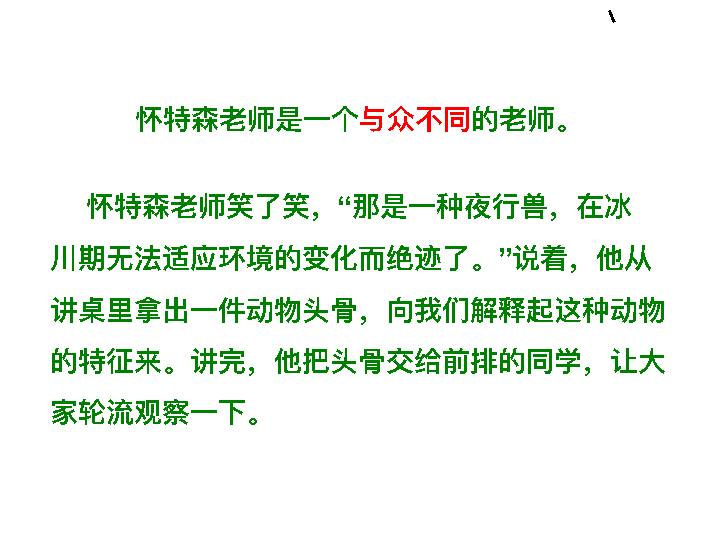 \
怀特森老师是一个与众不同的老师。
怀特森老师笑了笑，“那是一种夜行兽，在冰
川期无法适应环境的变化而绝迹了。”说着，他从
讲桌里拿出一件动物头骨，向我们解释起这种动物
的特征来。讲完，他把头骨交给前排的同学，让大
家轮流观察一下。